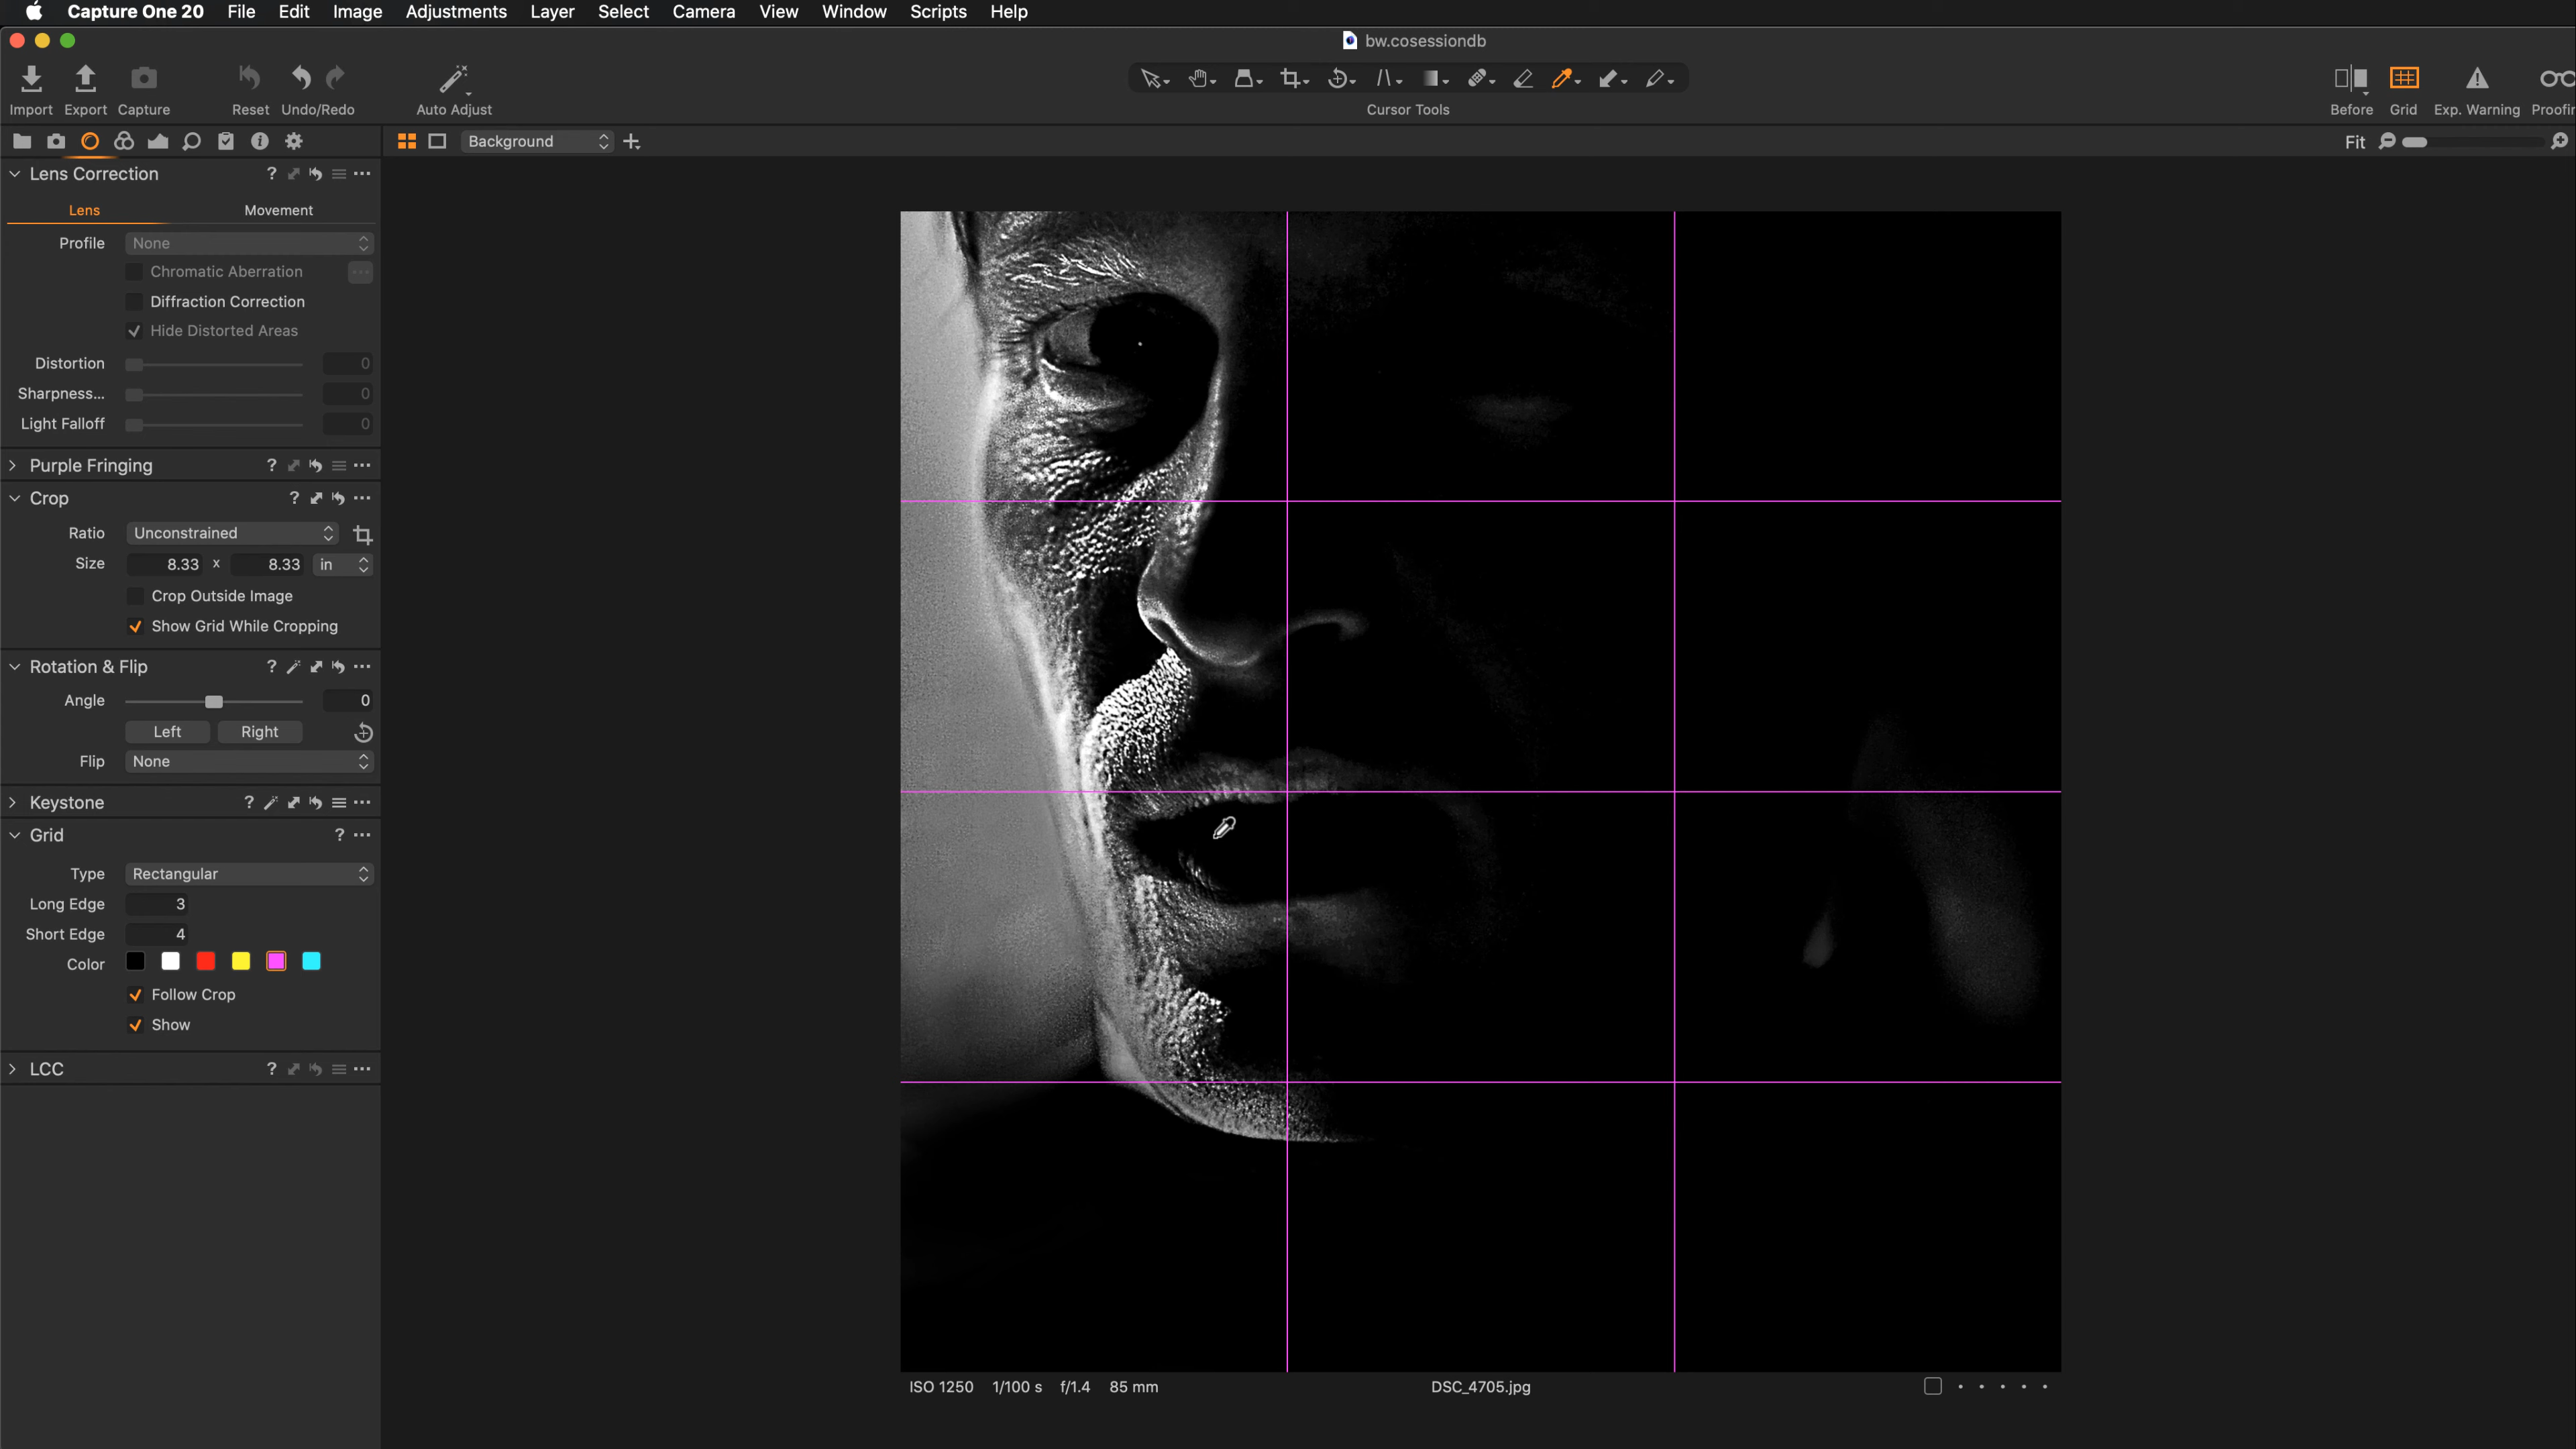 Capture One 20 File Edit Image Adjustments Layer Select Camera View Window Scripts Help
bw.cosessiondb
Import Export Capture Reset Undo/Redo Auto Adjust Cursor Tools Before Grid Exp. Warning Proofin
Background Fit
Lens Correction ?
Lens Movement
Profile None
Chromatic Aberration
Diffraction Correction
Hide Distorted Areas
Distortion 0
Sharpness... 0
Light Falloff 0
Purple Fringing ?
Crop ?
Ratio Unconstrained
Size 8.33 x 8.33 in
Crop Outside Image
Show Grid While Cropping
Rotation & Flip ?
Angle 0
Left Right
Flip None
Keystone ?
Grid ?
Type Rectangular
Long Edge 3
Short Edge 4
Color
Follow Crop
Show
LCC ?
ISO 1250 1/100 s f/1.4 85 mm DSC_4705.jpg